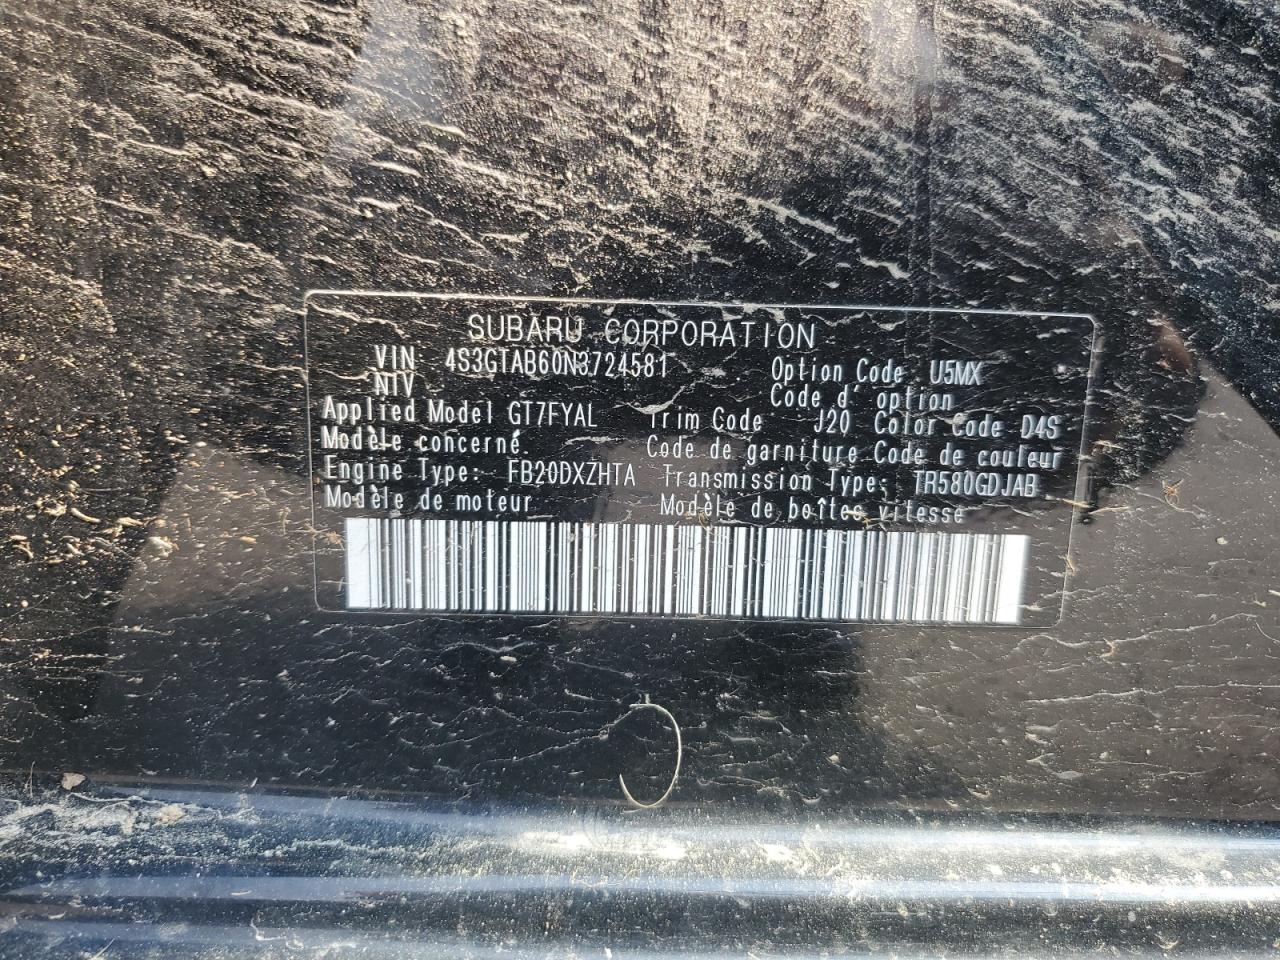 SUBARU CORPORATION
VIN 4S3GTAB60N3724581 Option Code U5MX
NIV Code d' option
Applied Model GT7FYAL Trim Code J20 Color Code D4S
Modèle concerné Code de garniture Code de couleur
Engine Type: FB20DXZHTA Transmission Type: TR580GDJAB
Modèle de moteur Modèle de boîtes vitesse